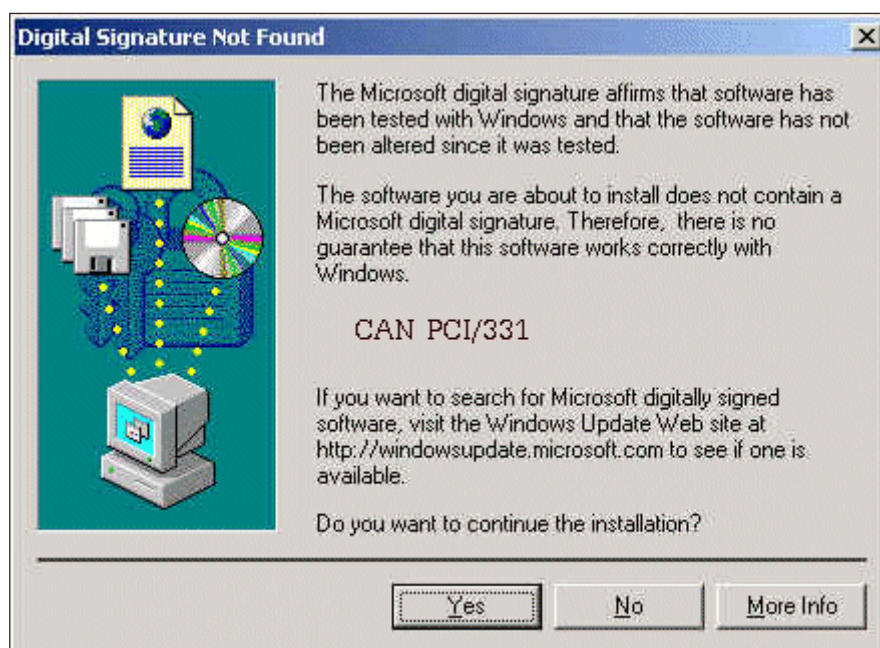 Digital Signature Not Found
The Microsoft digital signature affirms that software has
been tested with Windows and that the software has not
been altered since it was tested.
The software you are about to install does not contain a
Microsoft digital signature. Therefore, there is no
guarantee that this software works correctly with
Windows.
CAN PCI/331
If you want to search for Microsoft digitally signed
software, visit the Windows Update Web site at
http://windowsupdate.microsoft.com to see if one is
available.
Do you want to continue the installation?
Yes No More Info